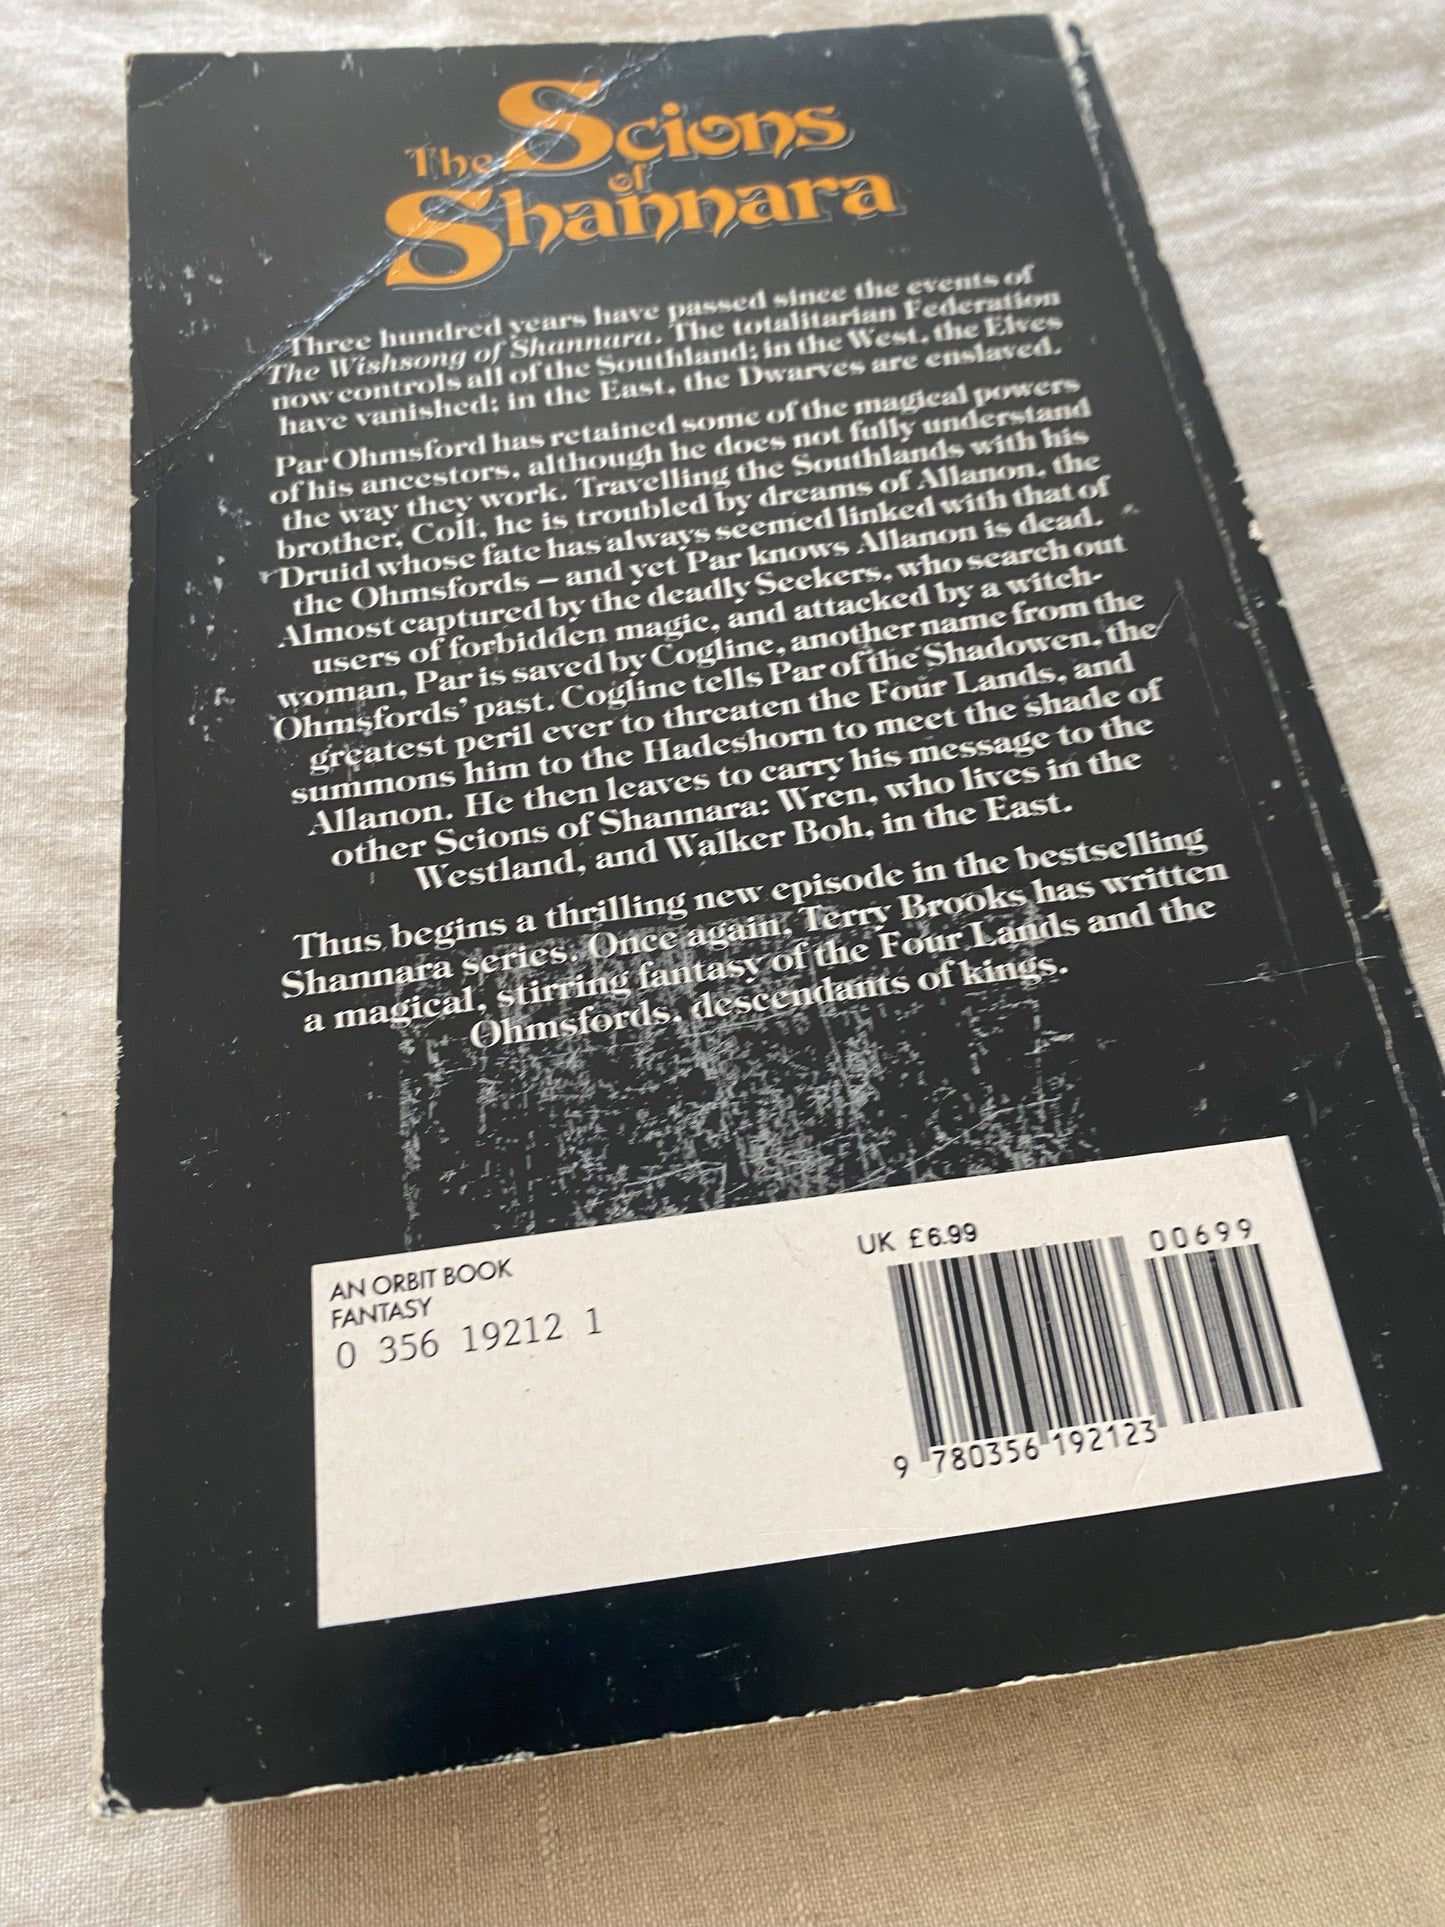 The Scions
of
Shannara
Three hundred years have passed since the events of
The Wishsong of Shannara. The totalitarian Federation
now controls all of the Southland; in the West, the Elves
have vanished; in the East, the Dwarves are enslaved.
Par Ohmsford has retained some of the magical powers
of his ancestors, although he does not fully understand
the way they work. Travelling the Southlands with his
brother, Coll, he is troubled by dreams of Allanon, the
Druid whose fate has always seemed linked with that of
the Ohmsfords – and yet Par knows Allanon is dead.
Almost captured by the deadly Seekers, who search out
users of forbidden magic, and attacked by a witch-
woman, Par is saved by Cogline, another name from the
Ohmsfords' past. Cogline tells Par of the Shadowen, the
greatest peril ever to threaten the Four Lands, and
summons him to the Hadeshorn to meet the shade of
Allanon. He then leaves to carry his message to the
other Scions of Shannara: Wren, who lives in the
Westland, and Walker Boh, in the East.
Thus begins a thrilling new episode in the bestselling
Shannara series. Once again, Terry Brooks has written
a magical, stirring fantasy of the Four Lands and the
Ohmsfords, descendants of kings.
AN ORBIT BOOK
FANTASY
0 356 19212 1
UK £6.99
00699
9 780356 192123